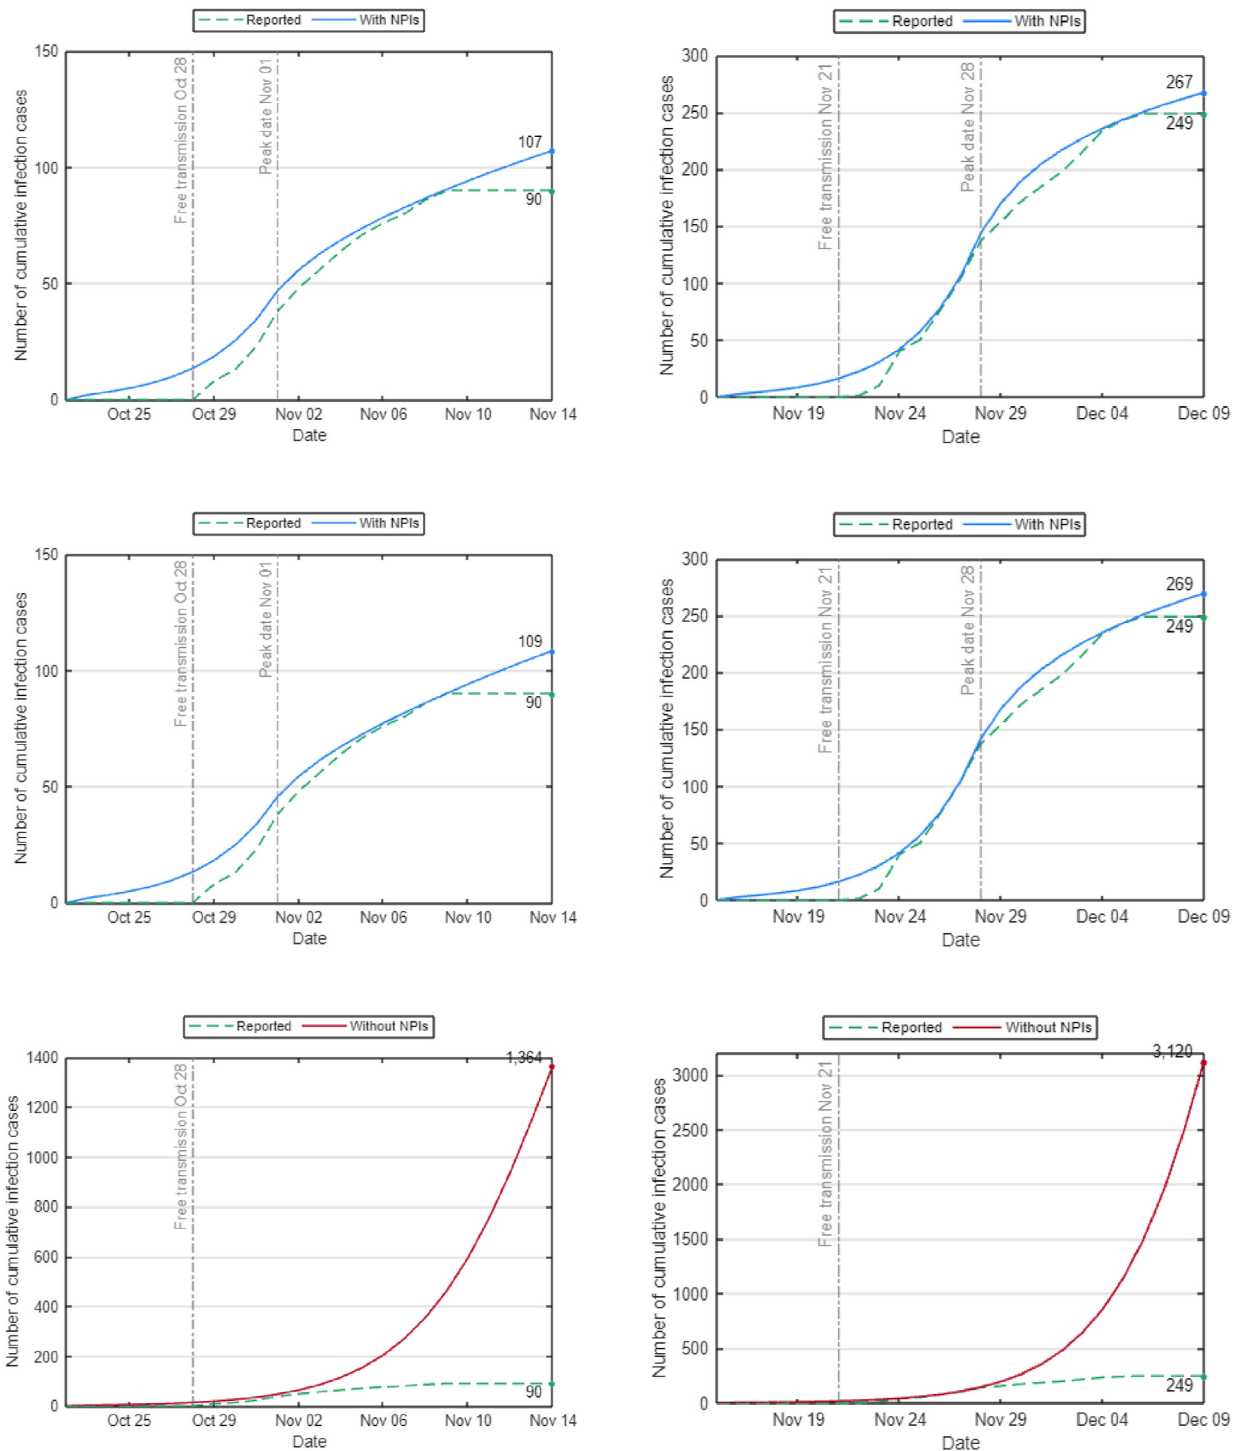 Reported With NPIs
150
100
50
0
Free transmission Oct 28
Peak date Nov 01
107
90
Oct 25 Oct 29 Nov 02 Nov 06 Nov 10 Nov 14
Date
Number of cumulative infection cases
Reported With NPIs
300
250
200
150
100
50
0
Free transmission Nov 21
Peak date Nov 28
267
249
Nov 19 Nov 24 Nov 29 Dec 04 Dec 09
Date
Number of cumulative infection cases
Reported With NPIs
150
100
50
0
Free transmission Oct 28
Peak date Nov 01
109
90
Oct 25 Oct 29 Nov 02 Nov 06 Nov 10 Nov 14
Date
Number of cumulative infection cases
Reported With NPIs
300
250
200
150
100
50
0
Free transmission Nov 21
Peak date Nov 28
269
249
Nov 19 Nov 24 Nov 29 Dec 04 Dec 09
Date
Number of cumulative infection cases
Reported Without NPIs
1400
1200
1000
800
600
400
200
0
Free transmission Oct 28
1,364
90
Oct 25 Oct 29 Nov 02 Nov 06 Nov 10 Nov 14
Date
Number of cumulative infection cases
Reported Without NPIs
3000
2500
2000
1500
1000
500
0
Free transmission Nov 21
3,120
249
Nov 19 Nov 24 Nov 29 Dec 04 Dec 09
Date
Number of cumulative infection cases